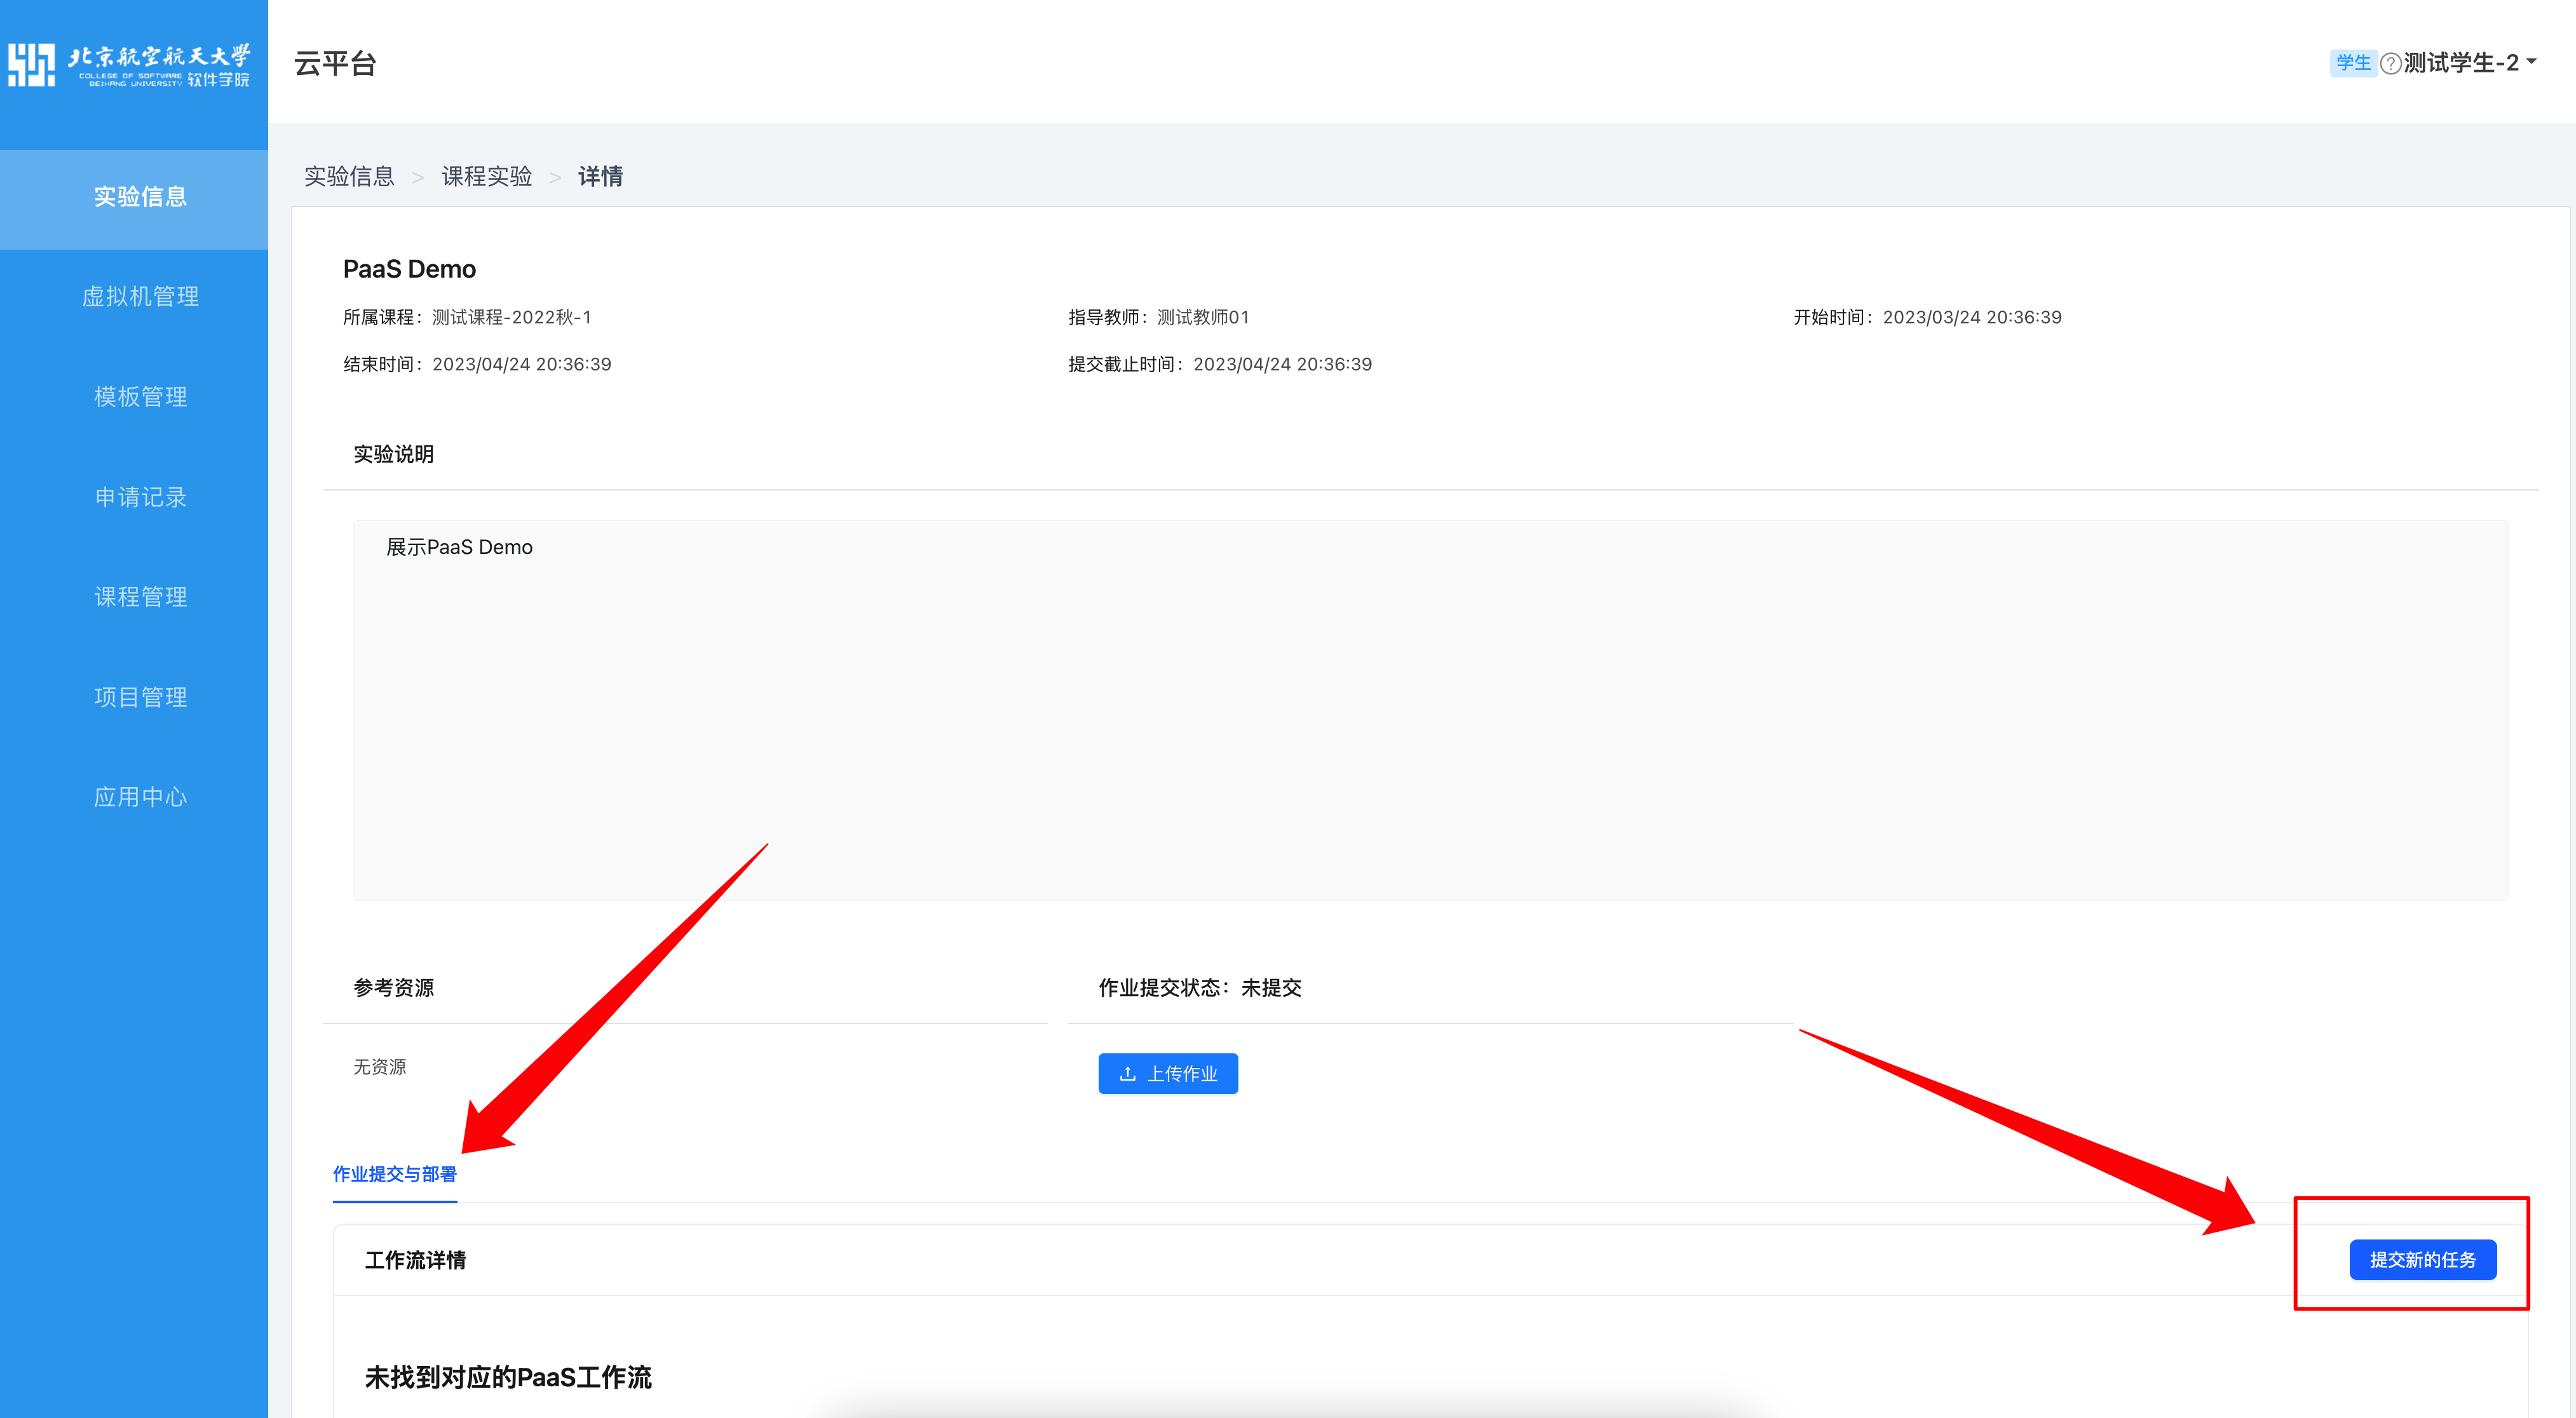 北京航空航天大学
COLLEGE OF SOFTWARE
BEIHANG UNIVERSITY 软件学院
云平台
学生 ? 测试学生-2
实验信息
虚拟机管理
模板管理
申请记录
课程管理
项目管理
应用中心
实验信息 > 课程实验 > 详情
PaaS Demo
所属课程：测试课程-2022秋-1 指导教师：测试教师01 开始时间：2023/03/24 20:36:39
结束时间：2023/04/24 20:36:39 提交截止时间：2023/04/24 20:36:39
实验说明
展示PaaS Demo
参考资源 作业提交状态：未提交
无资源 上传作业
作业提交与部署
工作流详情 提交新的任务
未找到对应的PaaS工作流